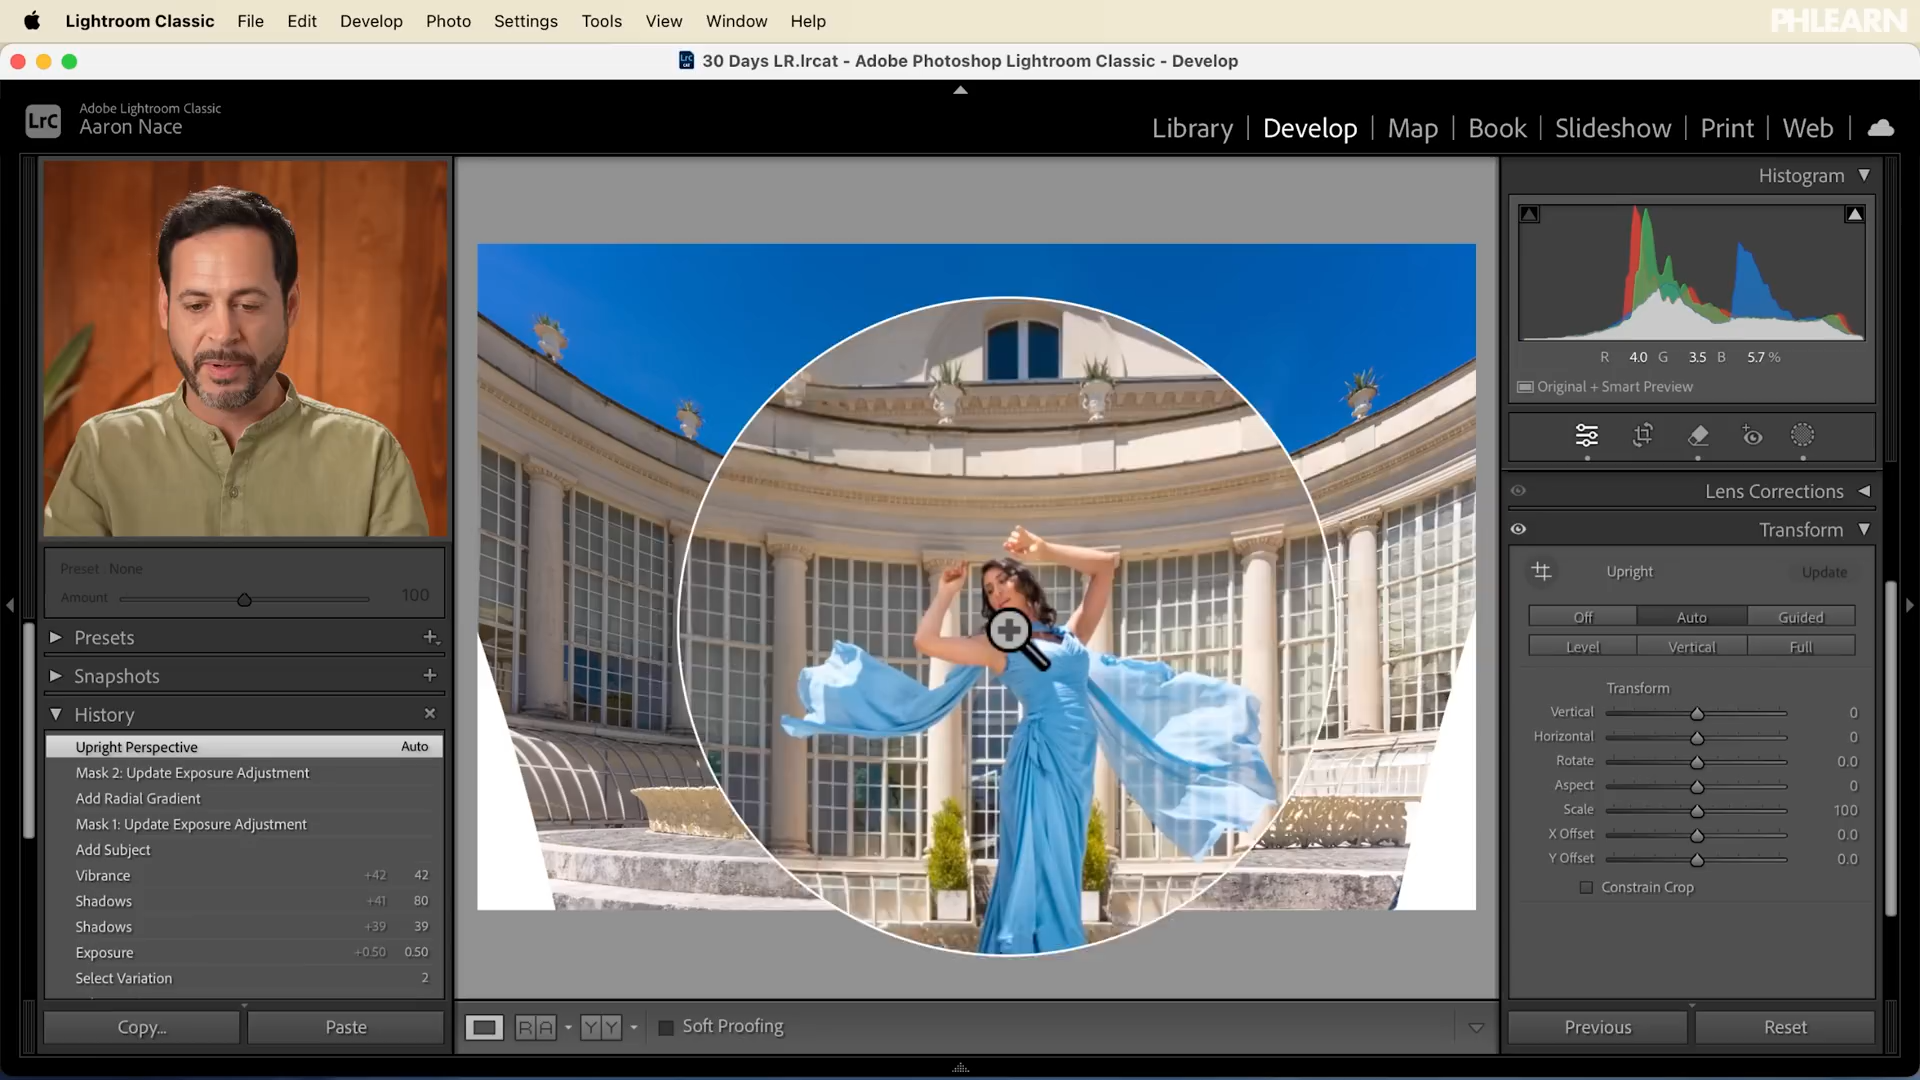 Lightroom Classic File Edit Develop Photo Settings Tools View Window Help
PHLEARN
Lrc CAT 30 Days LR.lrcat - Adobe Photoshop Lightroom Classic - Develop
LrC
Adobe Lightroom Classic
Aaron Nace
Library | Develop | Map | Book | Slideshow | Print | Web
Histogram
R 4.0 G 3.5 B 5.7 %
Original + Smart Preview
Lens Corrections
Transform
Upright Update
Off Auto Guided
Level Vertical Full
Transform
Vertical 0
Horizontal 0
Rotate 0.0
Aspect 0
Scale 100
X Offset 0.0
Y Offset 0.0
Constrain Crop
Preset : None
Amount 100
Presets
Snapshots
History
Upright Perspective Auto
Mask 2: Update Exposure Adjustment
Add Radial Gradient
Mask 1: Update Exposure Adjustment
Add Subject
Vibrance +42 42
Shadows +41 80
Shadows +39 39
Exposure +0.50 0.50
Select Variation 2
Copy... Paste
RA YY Soft Proofing
Previous Reset